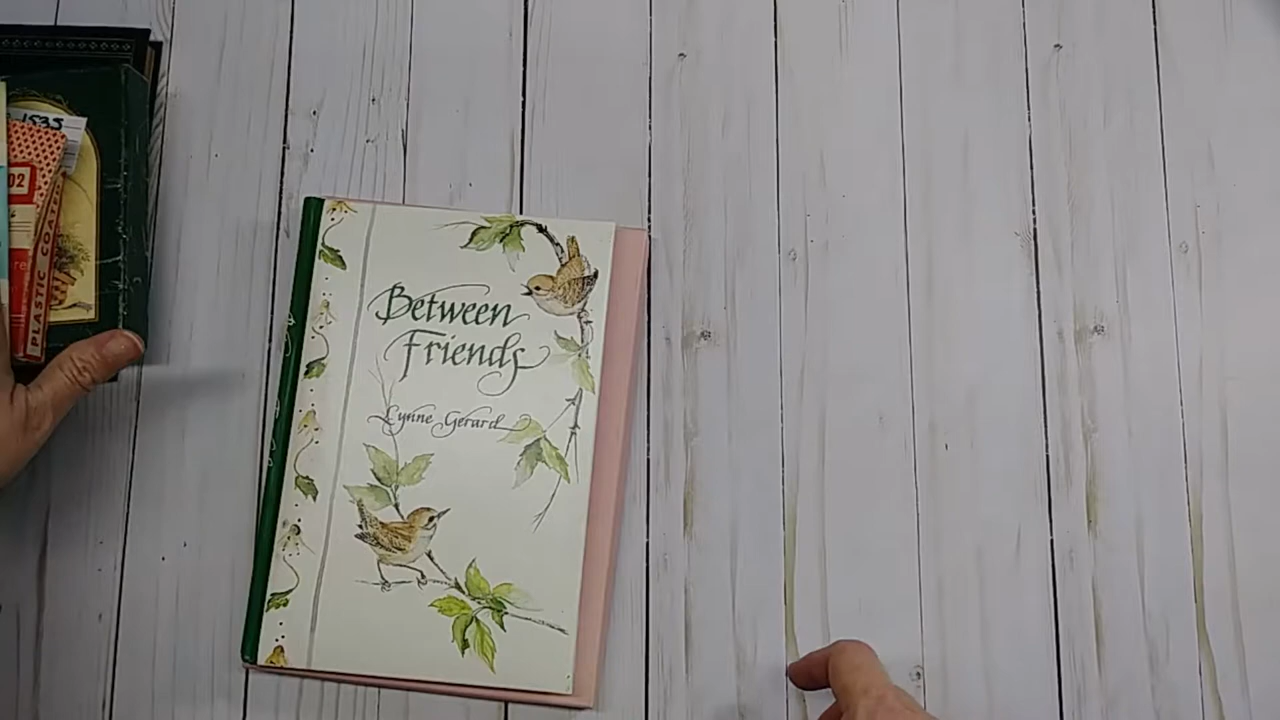 1535
02
PLASTIC COAT
Between
Friends
Lynne Gerard